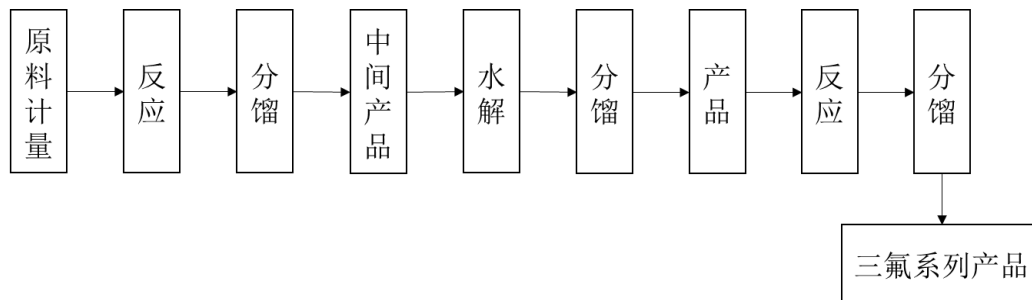 原料计量
反应
分馏
中间产品
水解
分馏
产品
反应
分馏
三氟系列产品